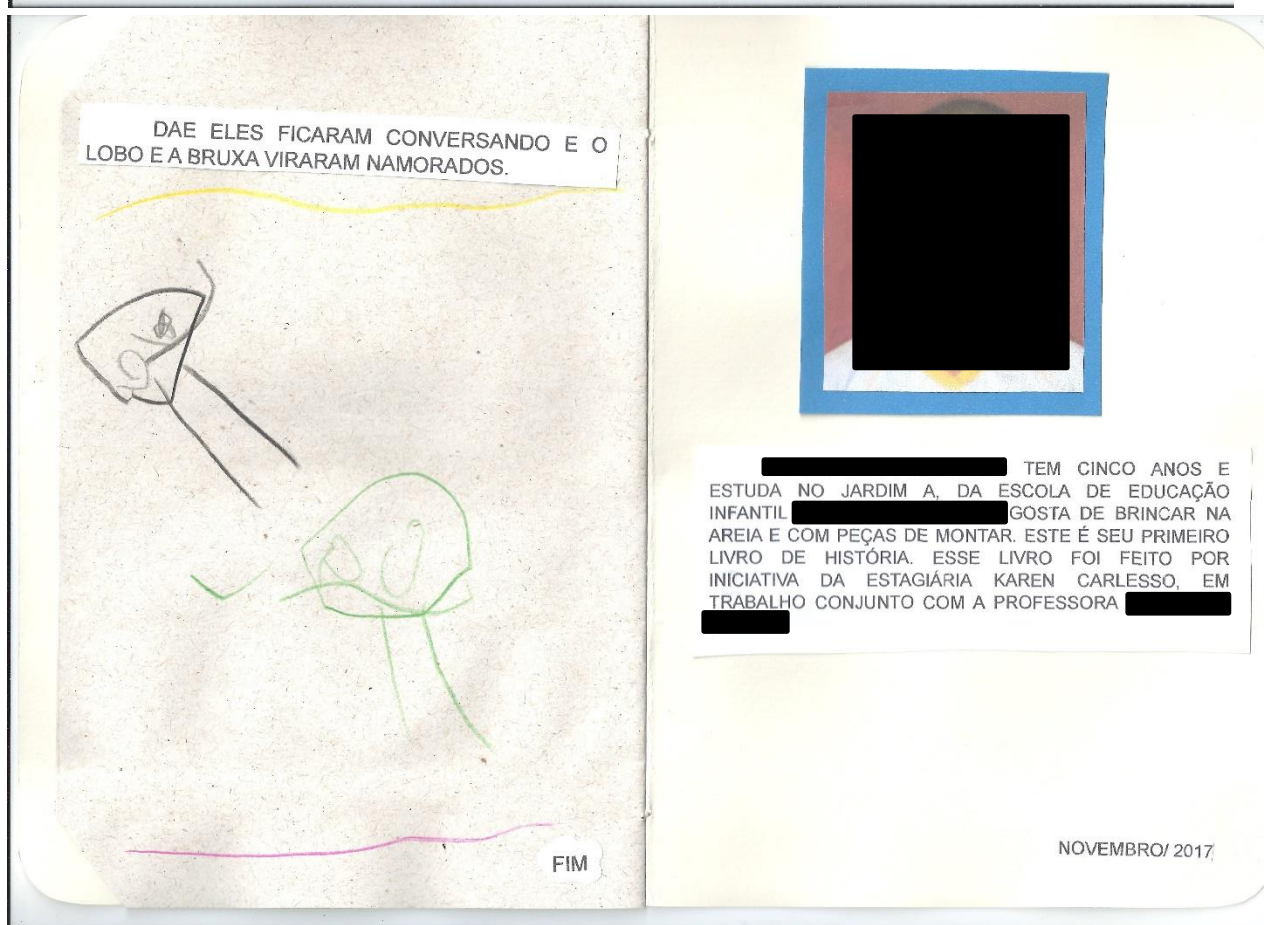 DAE ELES FICARAM CONVERSANDO E O
LOBO E A BRUXA VIRARAM NAMORADOS.
FIM
TEM CINCO ANOS E
ESTUDA NO JARDIM A, DA ESCOLA DE EDUCAÇÃO
INFANTIL GOSTA DE BRINCAR NA
AREIA E COM PEÇAS DE MONTAR. ESTE É SEU PRIMEIRO
LIVRO DE HISTÓRIA. ESSE LIVRO FOI FEITO POR
INICIATIVA DA ESTAGIÁRIA KAREN CARLESSO, EM
TRABALHO CONJUNTO COM A PROFESSORA
NOVEMBRO/ 2017